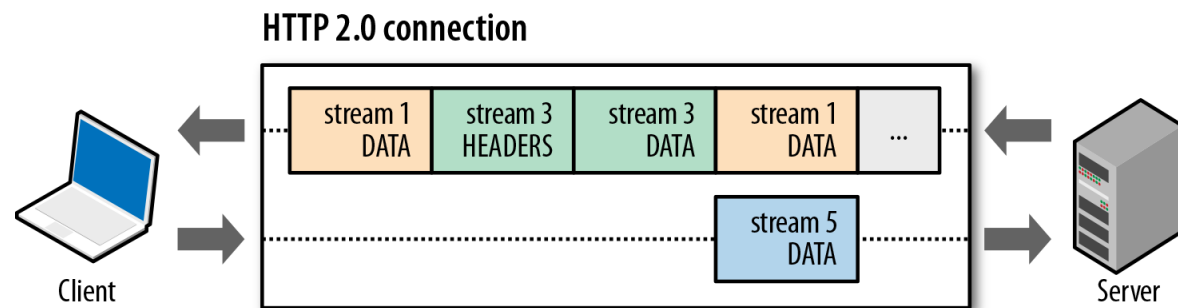 HTTP 2.0 connection
stream 1
DATA
stream 3
HEADERS
stream 3
DATA
stream 1
DATA
...
stream 5
DATA
Client
Server